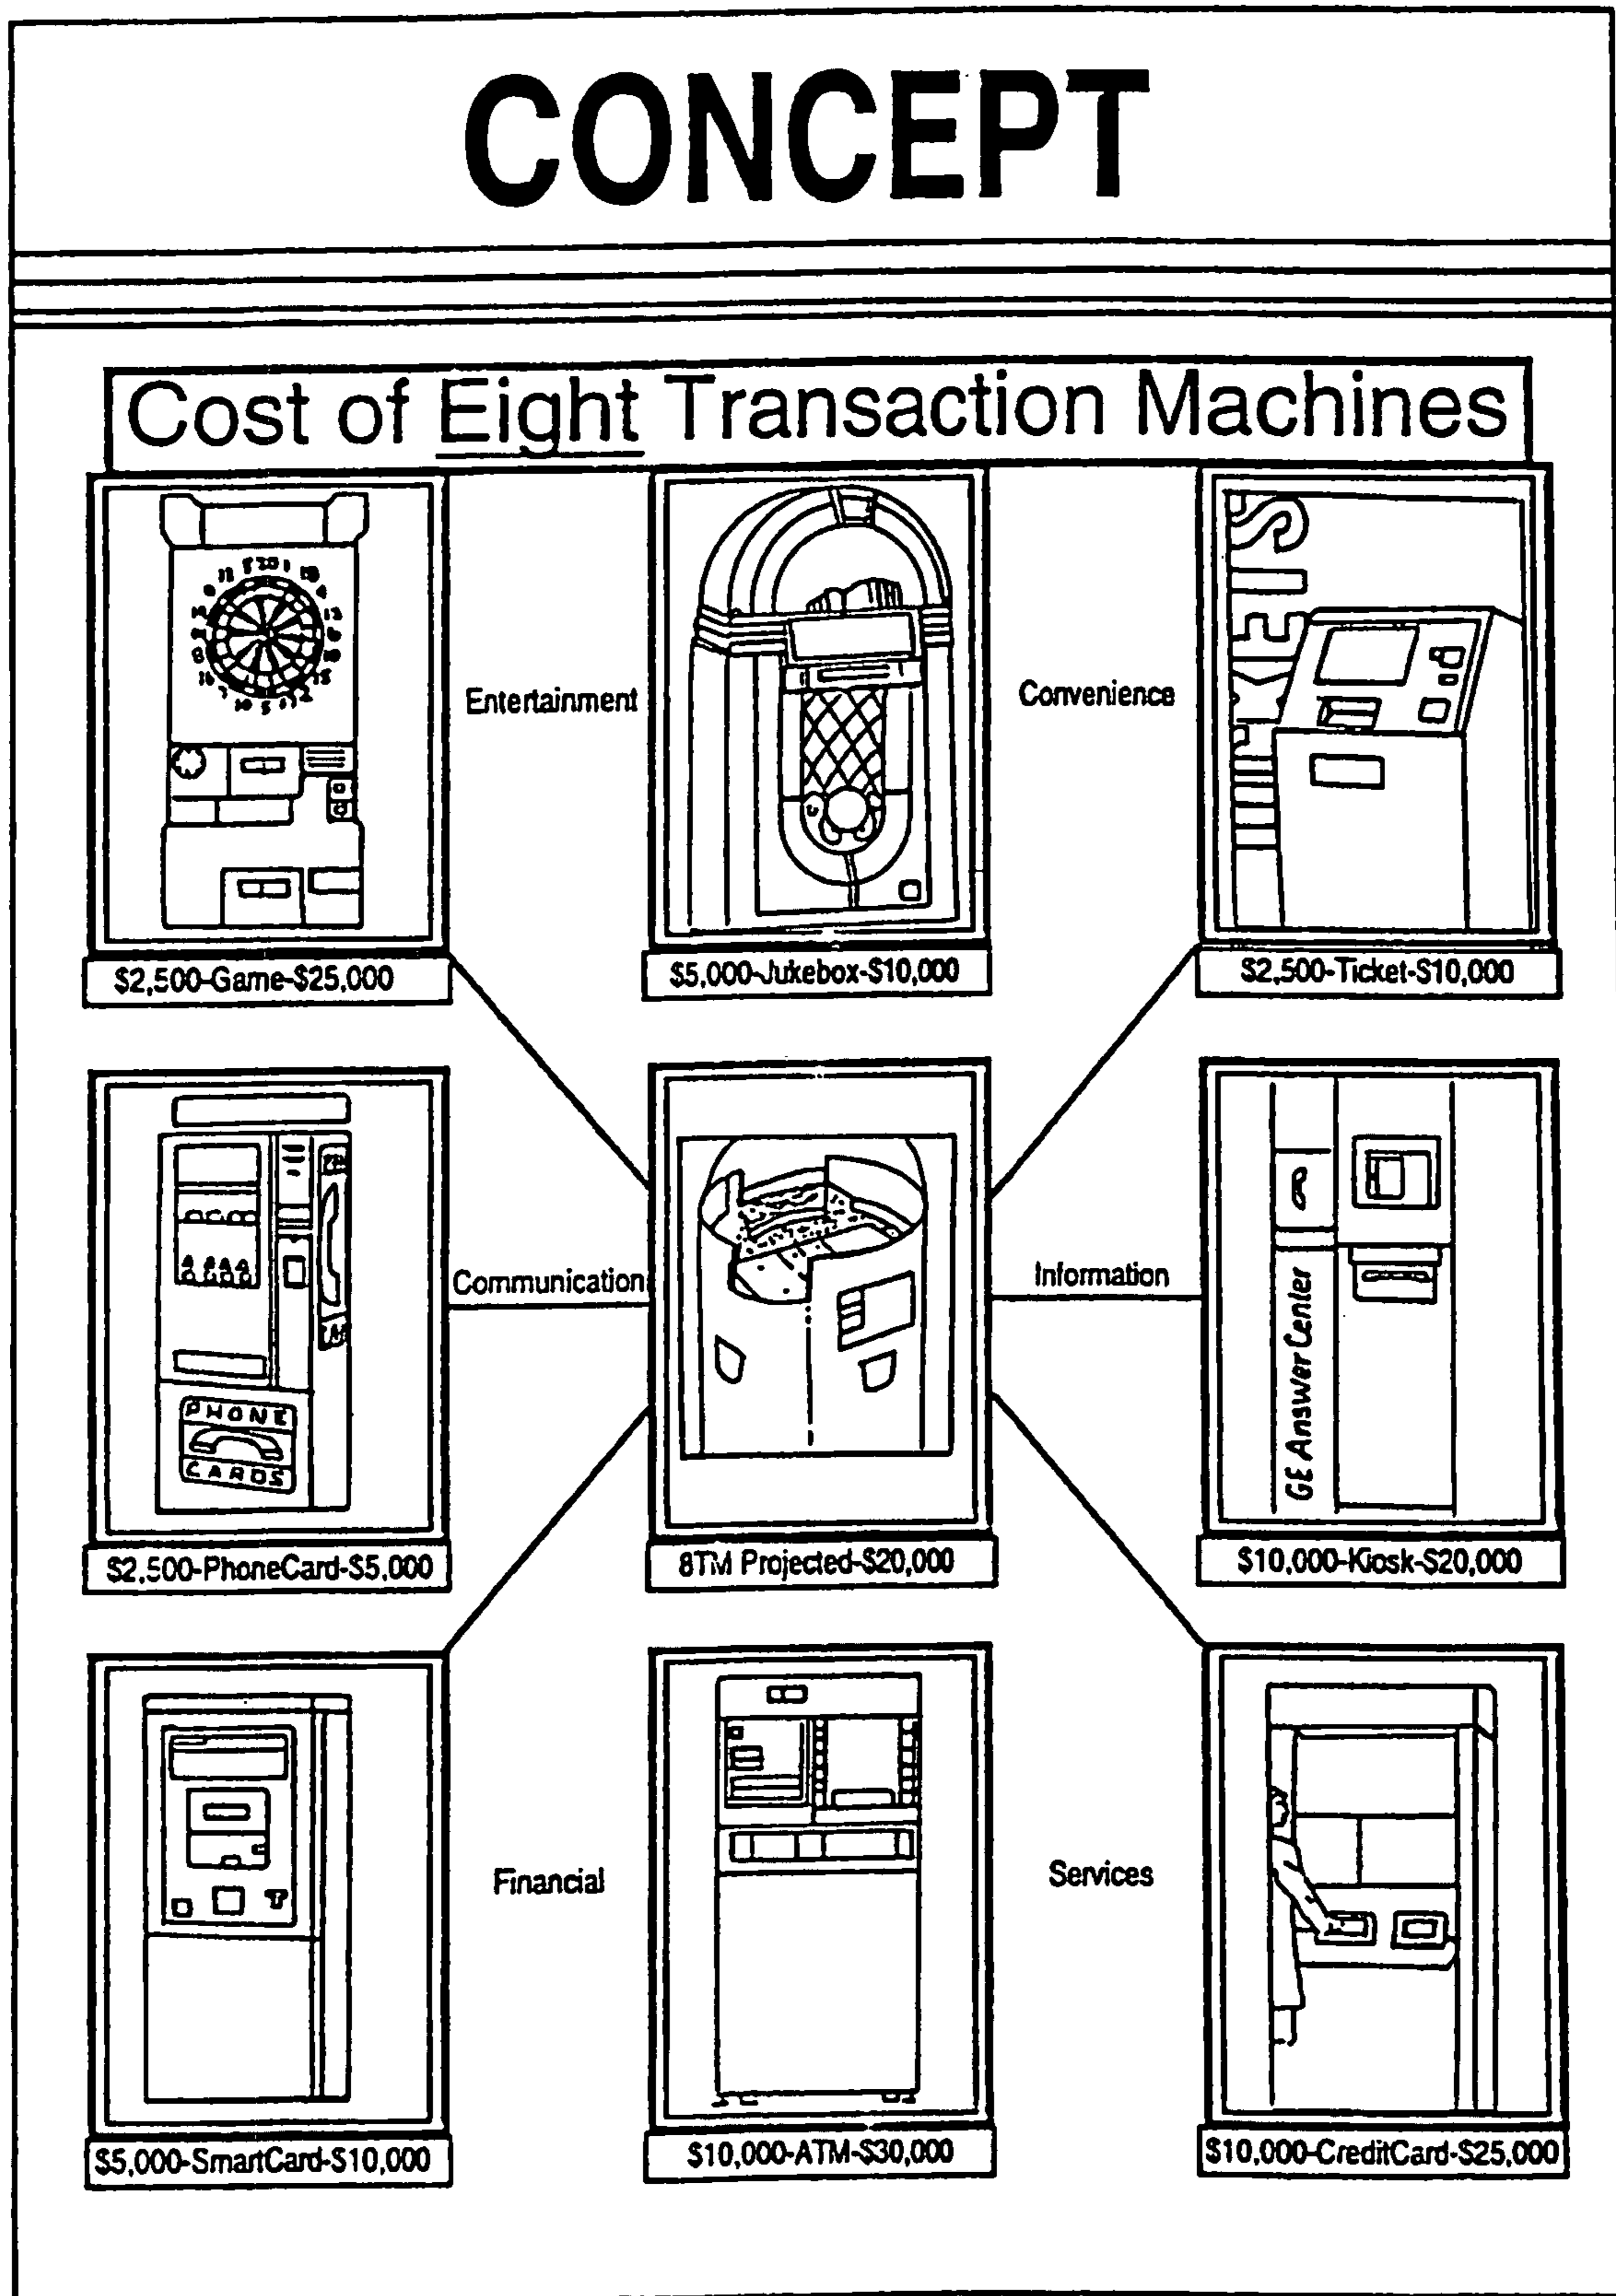 CONCEPT
Cost of Eight Transaction Machines
Entertainment
Convenience
$2,500-Game-$25,000
$5,000-Jukebox-$10,000
$2,500-Ticket-$10,000
PHONE
CARDS
Communication
Information
GE Answer Center
$2,500-PhoneCard-$5,000
8TM Projected-$20,000
$10,000-Kiosk-$20,000
Financial
Services
$5,000-SmartCard-$10,000
$10,000-ATM-$30,000
$10,000-CreditCard-$25,000